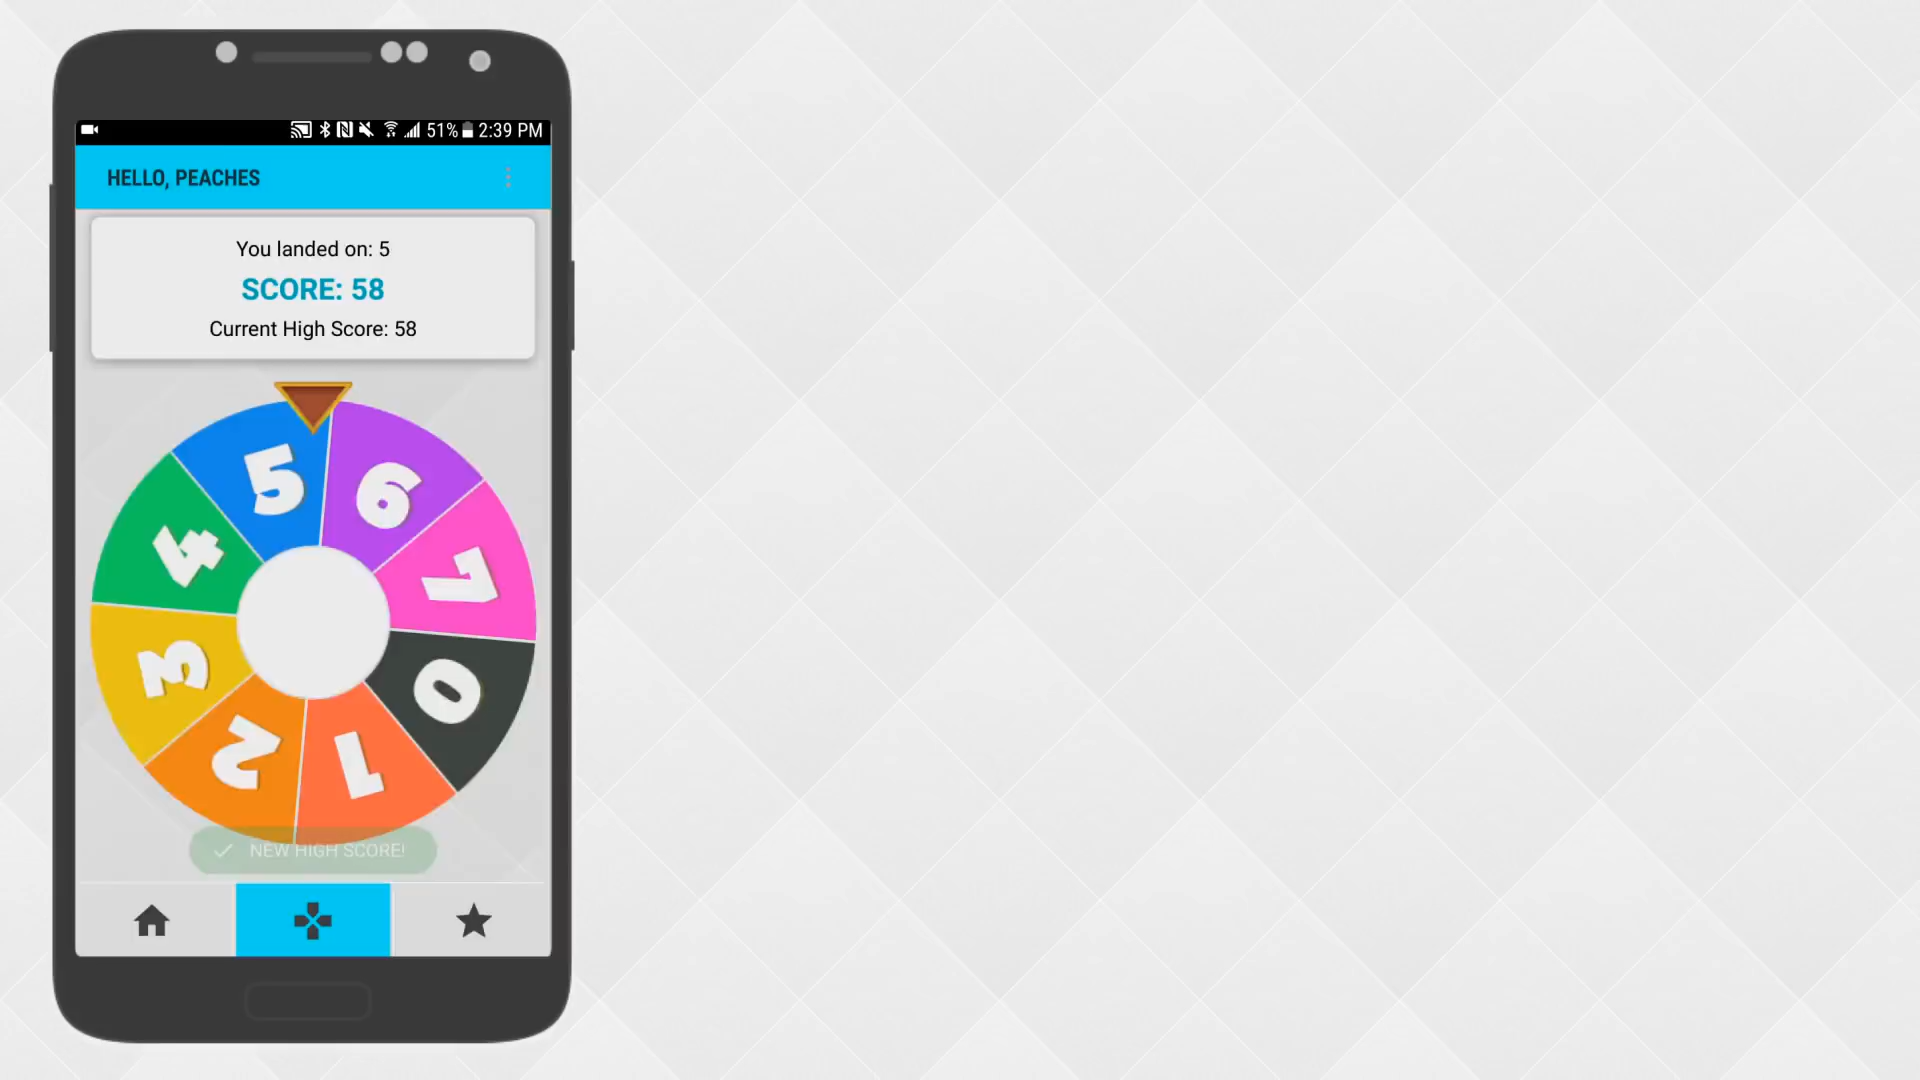 51% 2:39 PM
HELLO, PEACHES
You landed on: 5
SCORE: 58
Current High Score: 58
5
6
4
7
3
0
2
1
NEW HIGH SCORE!